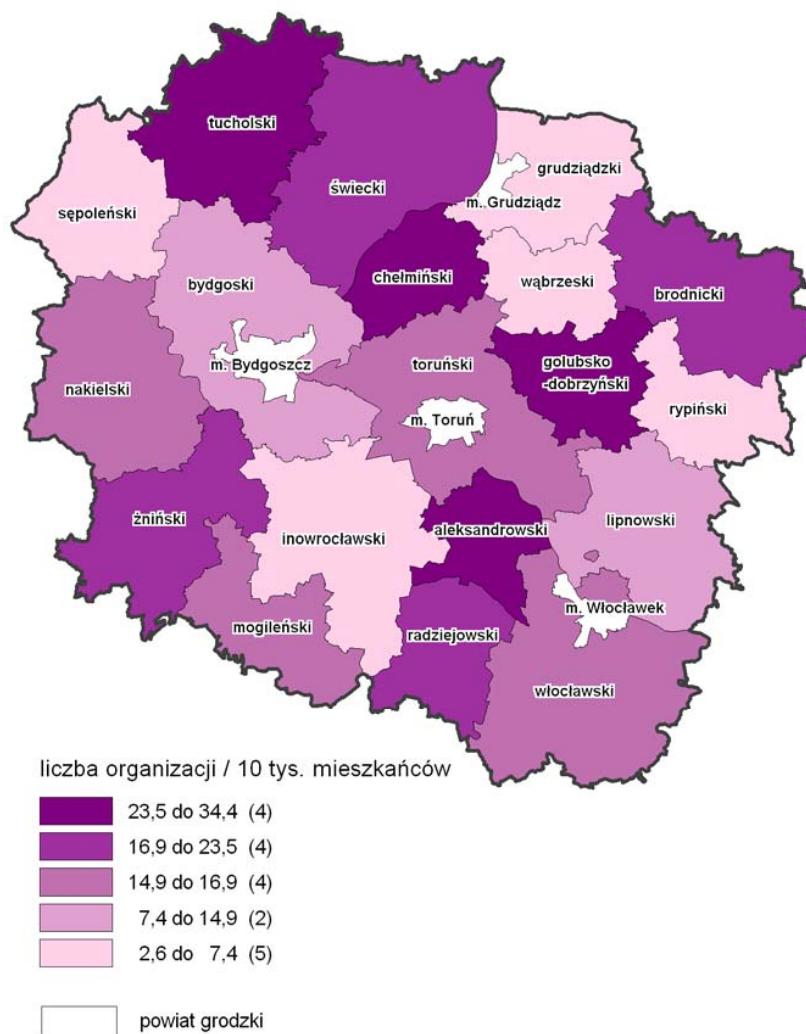 tucholski
świecki
grudziądzki
m. Grudziądz
sępoleński
chełmiński
wąbrzeski
brodnicki
bydgoski
m. Bydgoszcz
toruński
golubsko
-dobrzyński
nakielski
rypiński
m. Toruń
żniński
inowrocławski
aleksandrowski
lipnowski
m. Włocławek
mogileński
radziejowski
włocławski
liczba organizacji / 10 tys. mieszkańców
23,5 do 34,4 (4)
16,9 do 23,5 (4)
14,9 do 16,9 (4)
7,4 do 14,9 (2)
2,6 do 7,4 (5)
powiat grodzki